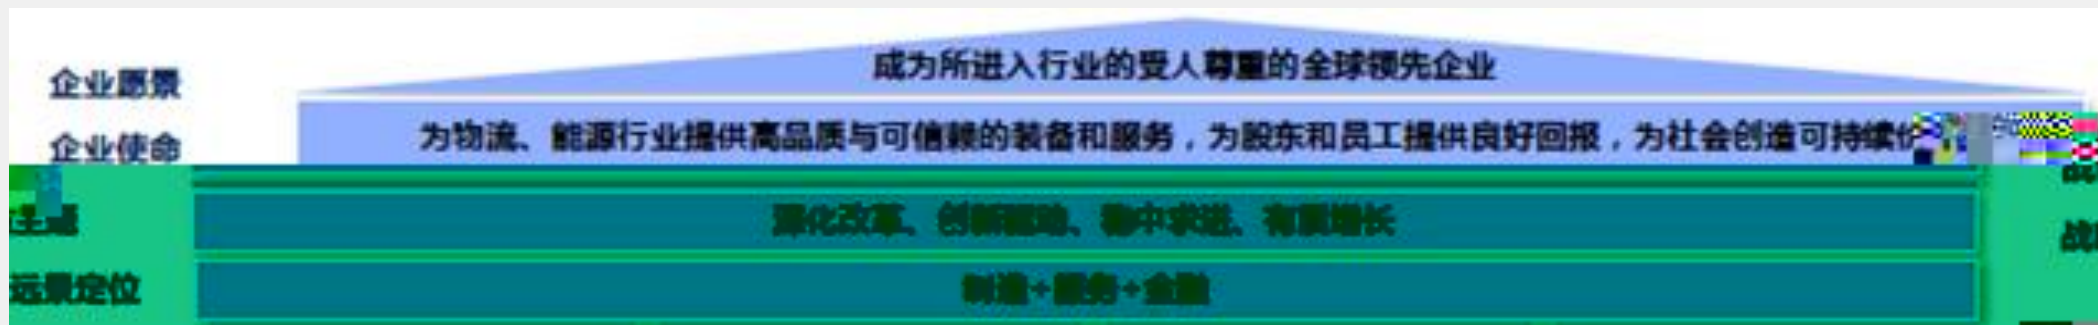 成为所进入行业的受人尊重的全球领先企业
企业愿景
为物流、能源行业提供高品质与可信赖的装备和服务，为股东和员工提供良好回报，为社会创造可持续价
企业使命
主题
深化改革、创新驱动、稳中求进、有质增长
远景定位
制造+服务+金融